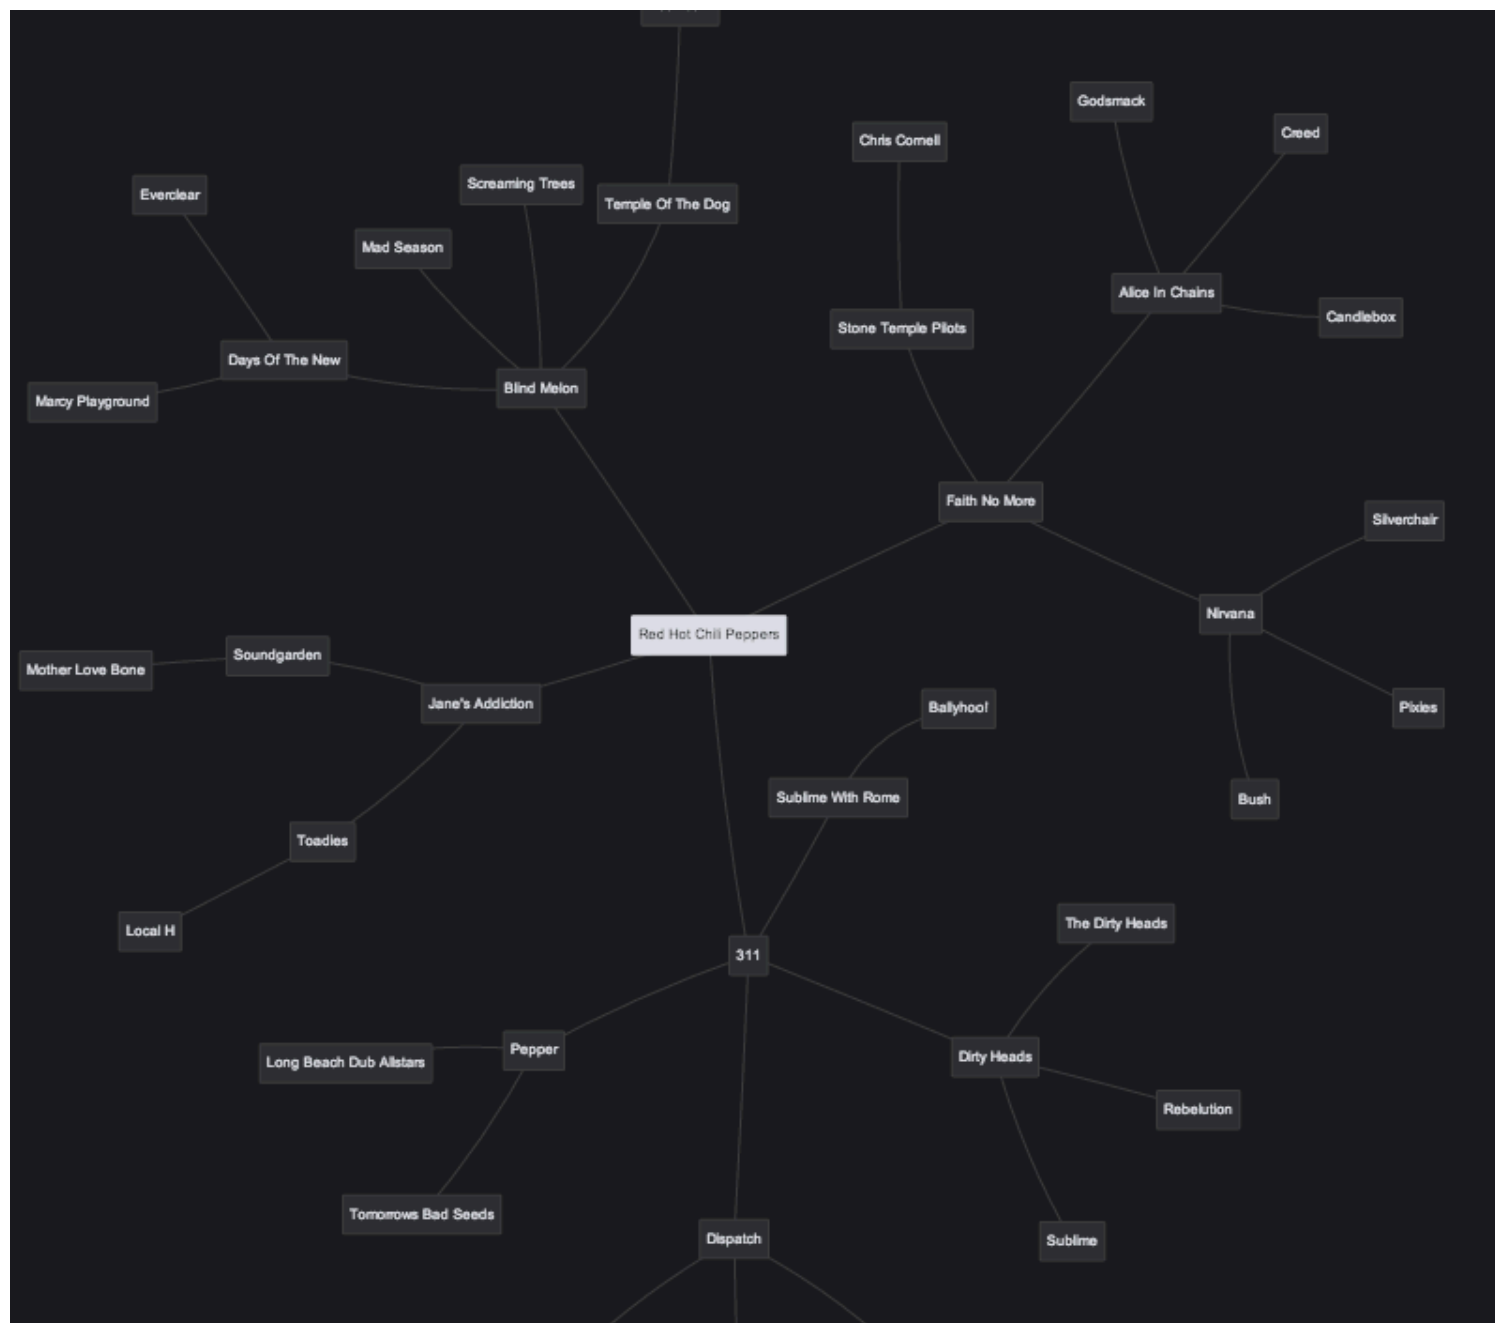 Godsmack
Creed
Chris Cornell
Screaming Trees
Everclear
Temple Of The Dog
Mad Season
Alice In Chains
Candlebox
Stone Temple Pilots
Days Of The New
Blind Melon
Marcy Playground
Faith No More
Silverchair
Nirvana
Red Hot Chili Peppers
Soundgarden
Mother Love Bone
Jane's Addiction
Ballyhoo!
Pixies
Sublime With Rome
Bush
Toadies
The Dirty Heads
Local H
311
Pepper
Dirty Heads
Long Beach Dub Allstars
Rebelution
Tomorrows Bad Seeds
Dispatch
Sublime